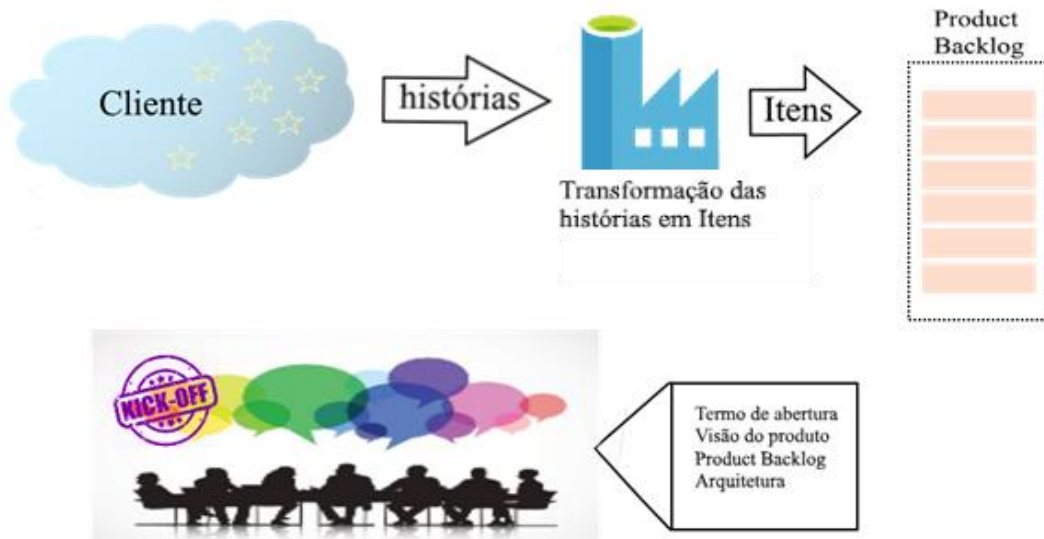 Cliente
histórias
Transformação das
histórias em Itens
Itens
Product
Backlog
KICK-OFF
Termo de abertura
Visão do produto
Product Backlog
Arquitetura